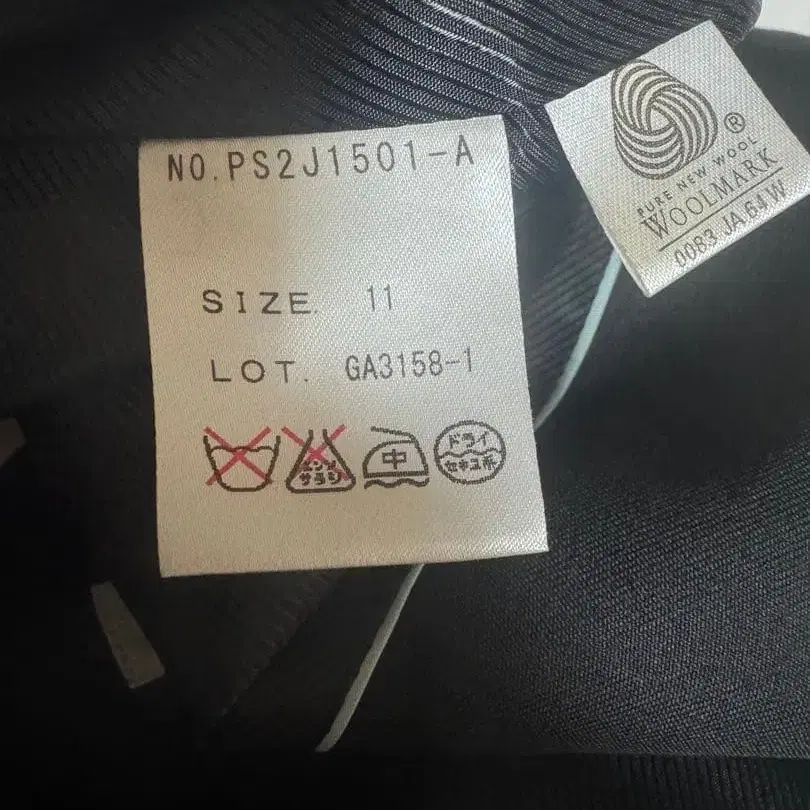 NO.PS2J1501-A
SIZE. 11
LOT. GA3158-1
エンソ
サラシ
中
ドライ
セキユ系
®
PURE NEW WOOL
WOOLMARK
0083 JA 64 W